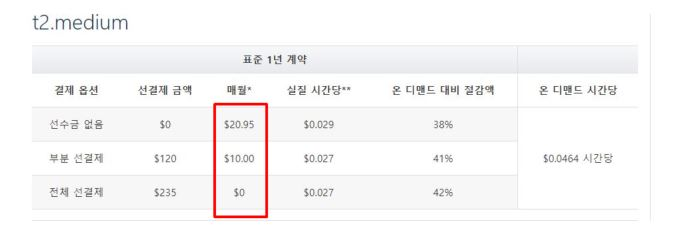 t2.medium
표준 1년 계약
결제 옵션 선결제 금액 매월* 실질 시간당** 온 디맨드 대비 절감액 온 디맨드 시간당
선수금 없음 $0 $20.95 $0.029 38%
부분 선결제 $120 $10.00 $0.027 41% $0.0464 시간당
전체 선결제 $235 $0 $0.027 42%